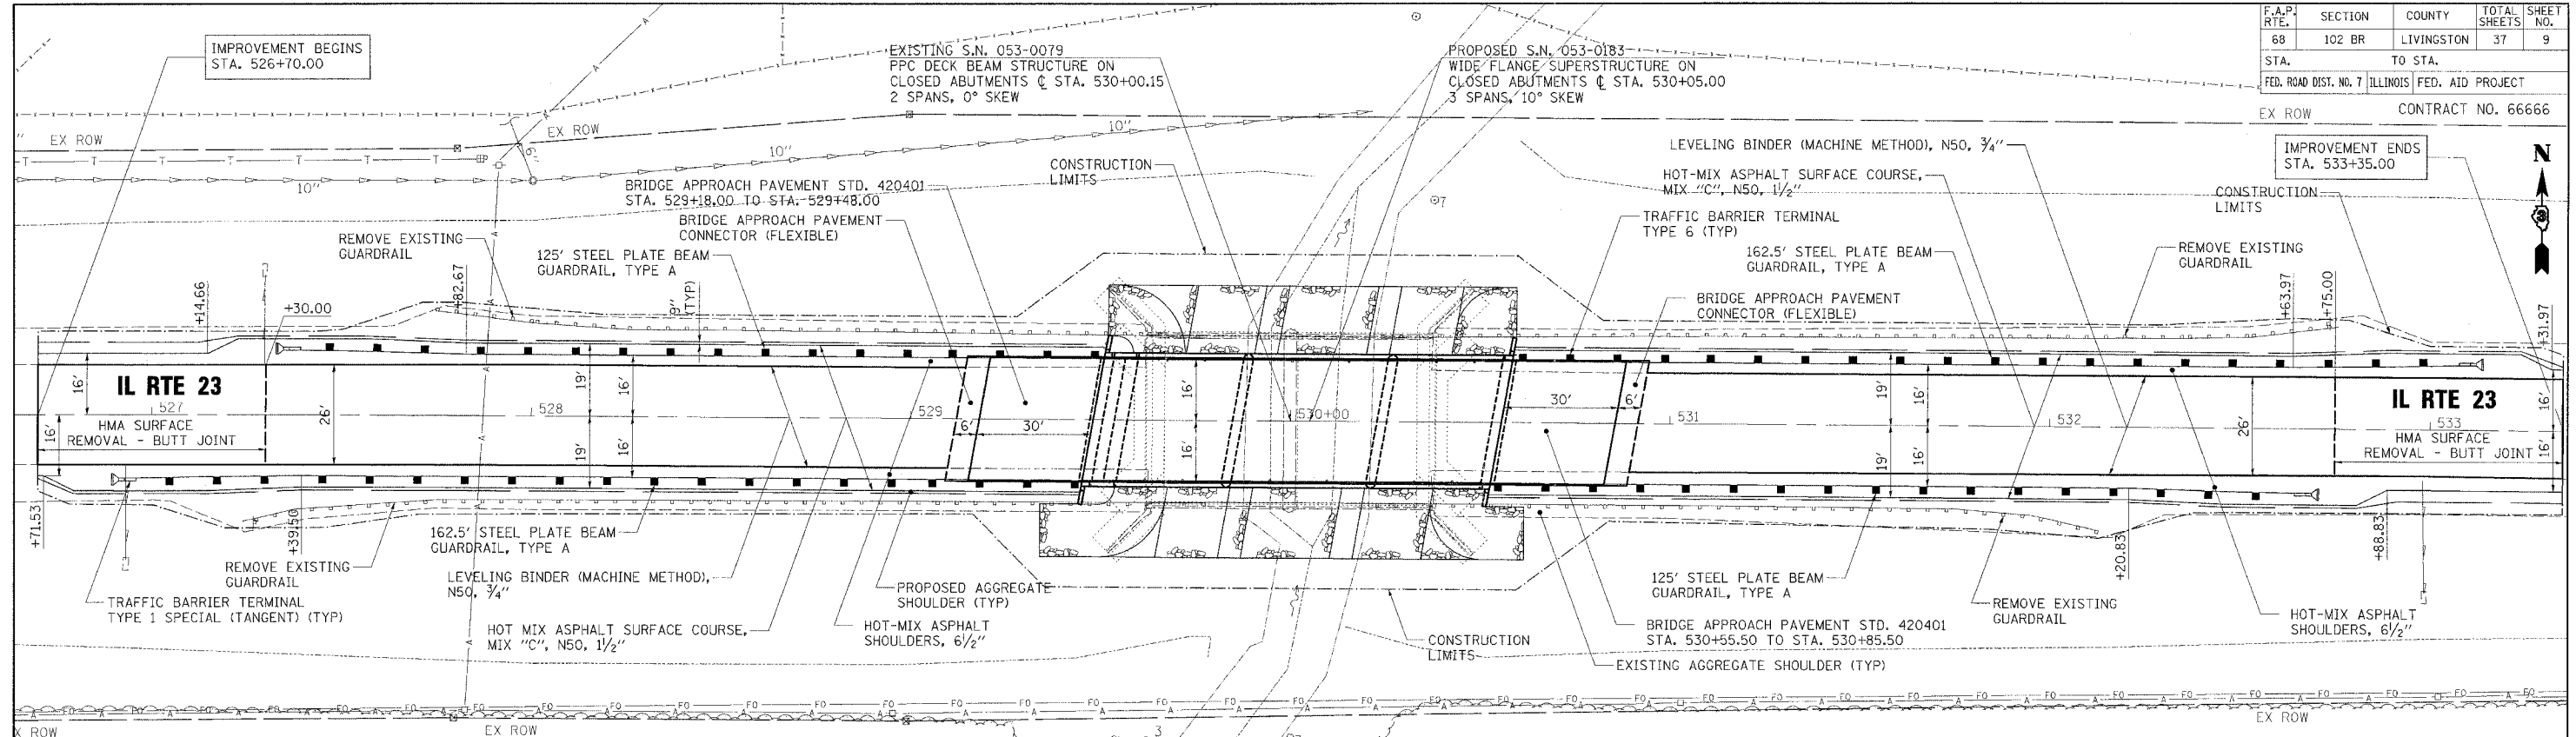 F.A.P. RTE. SECTION COUNTY TOTAL SHEETS SHEET NO.
68 102 BR LIVINGSTON 37 9
STA. TO STA.
FED. ROAD DIST. NO. 7 ILLINOIS FED. AID PROJECT
CONTRACT NO. 66666
IMPROVEMENT BEGINS
STA. 526+70.00
EXISTING S.N. 053-0079
PPC DECK BEAM STRUCTURE ON
CLOSED ABUTMENTS ℄ STA. 530+00.15
2 SPANS, 0° SKEW
PROPOSED S.N. 053-0183
WIDE FLANGE SUPERSTRUCTURE ON
CLOSED ABUTMENTS ℄ STA. 530+05.00
3 SPANS, 10° SKEW
EX ROW
EX ROW
EX ROW
10"
10"
10"
6"
T T T T T T
CONSTRUCTION
LIMITS
LEVELING BINDER (MACHINE METHOD), N50, 3/4"
IMPROVEMENT ENDS
STA. 533+35.00
N
3
HOT-MIX ASPHALT SURFACE COURSE,
MIX "C", N50, 1 1/2"
CONSTRUCTION
LIMITS
BRIDGE APPROACH PAVEMENT STD. 420401
STA. 529+18.00 TO STA. 529+48.00
BRIDGE APPROACH PAVEMENT
CONNECTOR (FLEXIBLE)
7
TRAFFIC BARRIER TERMINAL
TYPE 6 (TYP)
REMOVE EXISTING
GUARDRAIL
125' STEEL PLATE BEAM
GUARDRAIL, TYPE A
162.5' STEEL PLATE BEAM
GUARDRAIL, TYPE A
REMOVE EXISTING
GUARDRAIL
BRIDGE APPROACH PAVEMENT
CONNECTOR (FLEXIBLE)
+14.66
+30.00
+82.67
9"
(TYP)
+63.97
+75.00
+31.97
IL RTE 23
527
HMA SURFACE
REMOVAL - BUTT JOINT
16'
16'
26'
528
19'
16'
19'
16'
529
6'
30'
16'
16'
530+00
30'
6'
531
19'
16'
19'
16'
532
26'
IL RTE 23
533
HMA SURFACE
REMOVAL - BUTT JOINT
16'
16'
+71.53
+39.50
+20.83
+88.83
REMOVE EXISTING
GUARDRAIL
162.5' STEEL PLATE BEAM
GUARDRAIL, TYPE A
LEVELING BINDER (MACHINE METHOD),
N50, 3/4"
TRAFFIC BARRIER TERMINAL
TYPE 1 SPECIAL (TANGENT) (TYP)
PROPOSED AGGREGATE
SHOULDER (TYP)
HOT MIX ASPHALT SURFACE COURSE,
MIX "C", N50, 1 1/2"
HOT-MIX ASPHALT
SHOULDERS, 6 1/2"
CONSTRUCTION
LIMITS
125' STEEL PLATE BEAM
GUARDRAIL, TYPE A
BRIDGE APPROACH PAVEMENT STD. 420401
STA. 530+55.50 TO STA. 530+85.50
EXISTING AGGREGATE SHOULDER (TYP)
REMOVE EXISTING
GUARDRAIL
HOT-MIX ASPHALT
SHOULDERS, 6 1/2"
EX ROW
3
EX ROW